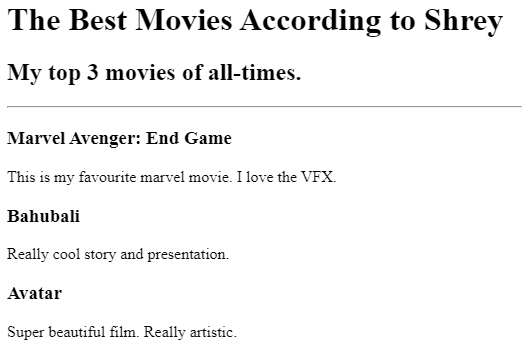 The Best Movies According to Shrey
My top 3 movies of all-times.
Marvel Avenger: End Game
This is my favourite marvel movie. I love the VFX.
Bahubali
Really cool story and presentation.
Avatar
Super beautiful film. Really artistic.